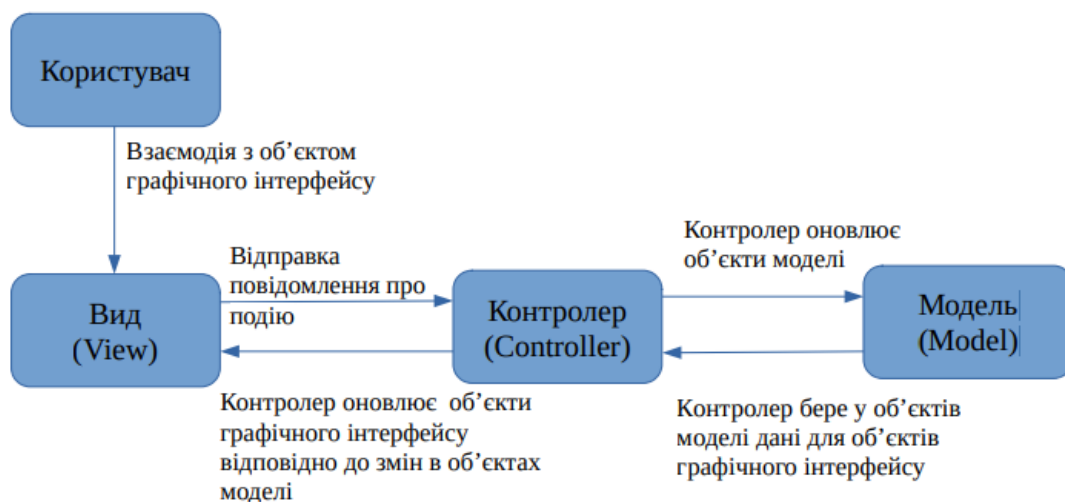 Користувач
Взаємодія з об’єктом
графічного інтерфейсу
Відправка
повідомлення про
подію
Контролер оновлює
об’єкти моделі
Вид
(View)
Контролер
(Controller)
Модель
(Model)
Контролер оновлює об’єкти
графічного інтерфейсу
відповідно до змін в об’єктах
моделі
Контролер бере у об’єктів
моделі дані для об’єктів
графічного інтерфейсу